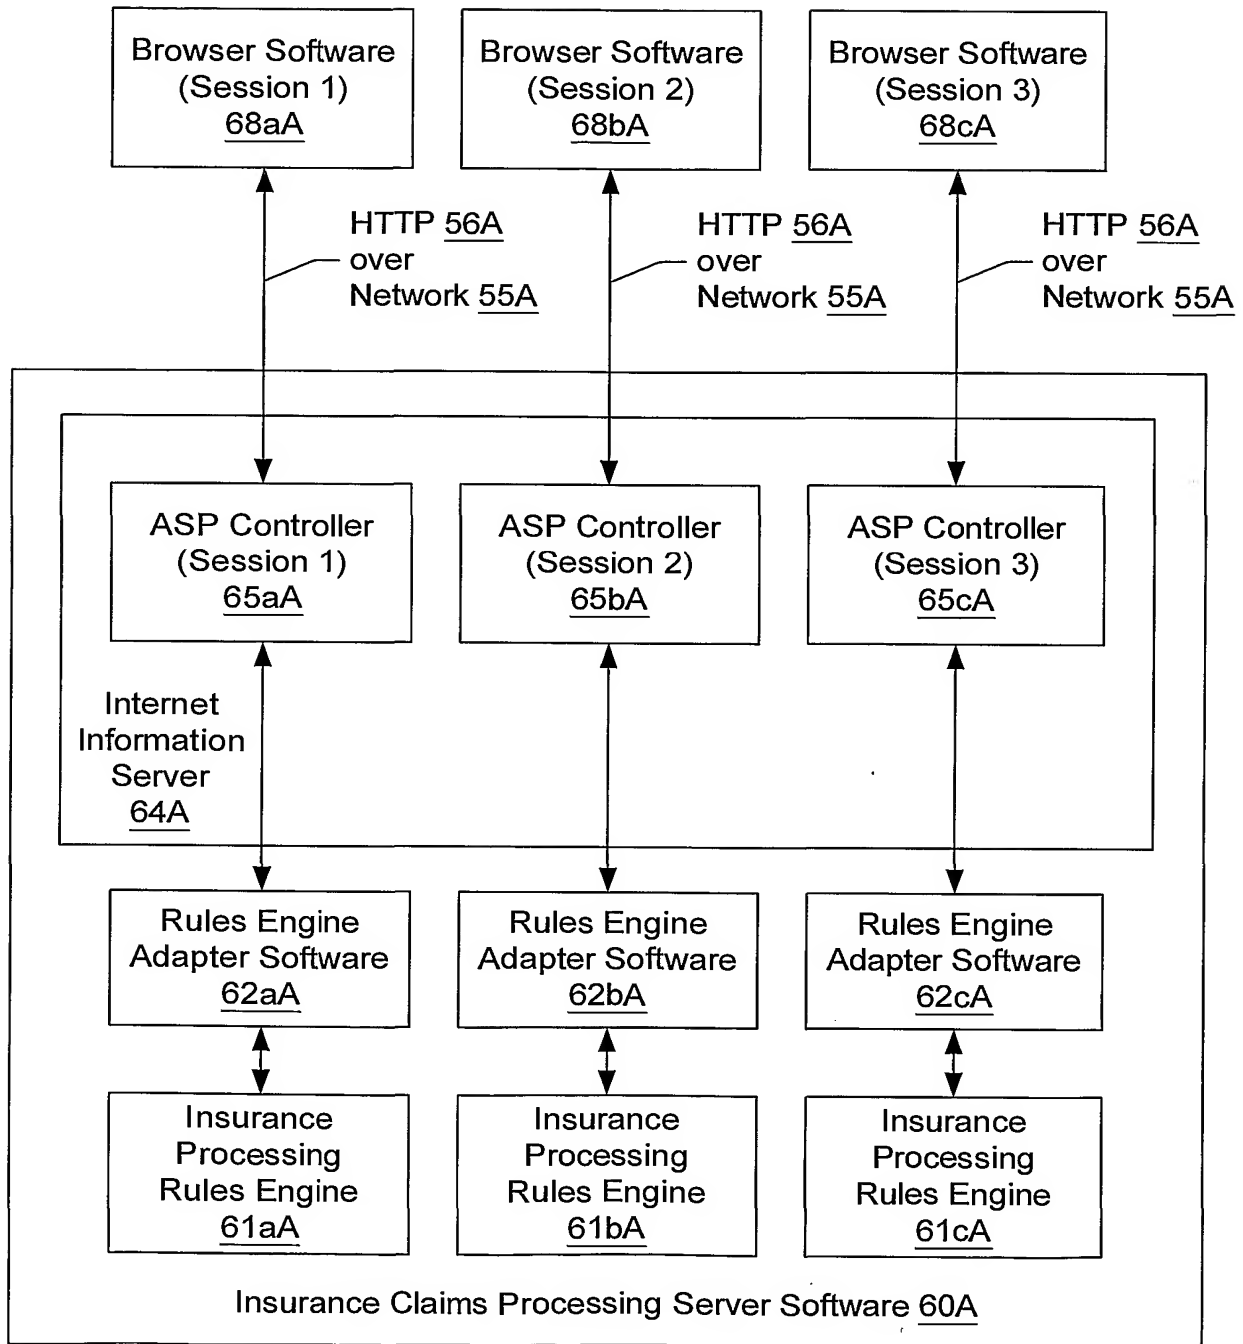 Browser Software
(Session 1)
68aA
Browser Software
(Session 2)
68bA
Browser Software
(Session 3)
68cA
HTTP 56A
over
Network 55A
HTTP 56A
over
Network 55A
HTTP 56A
over
Network 55A
ASP Controller
(Session 1)
65aA
ASP Controller
(Session 2)
65bA
ASP Controller
(Session 3)
65cA
Internet
Information
Server
64A
Rules Engine
Adapter Software
62aA
Rules Engine
Adapter Software
62bA
Rules Engine
Adapter Software
62cA
Insurance
Processing
Rules Engine
61aA
Insurance
Processing
Rules Engine
61bA
Insurance
Processing
Rules Engine
61cA
Insurance Claims Processing Server Software 60A